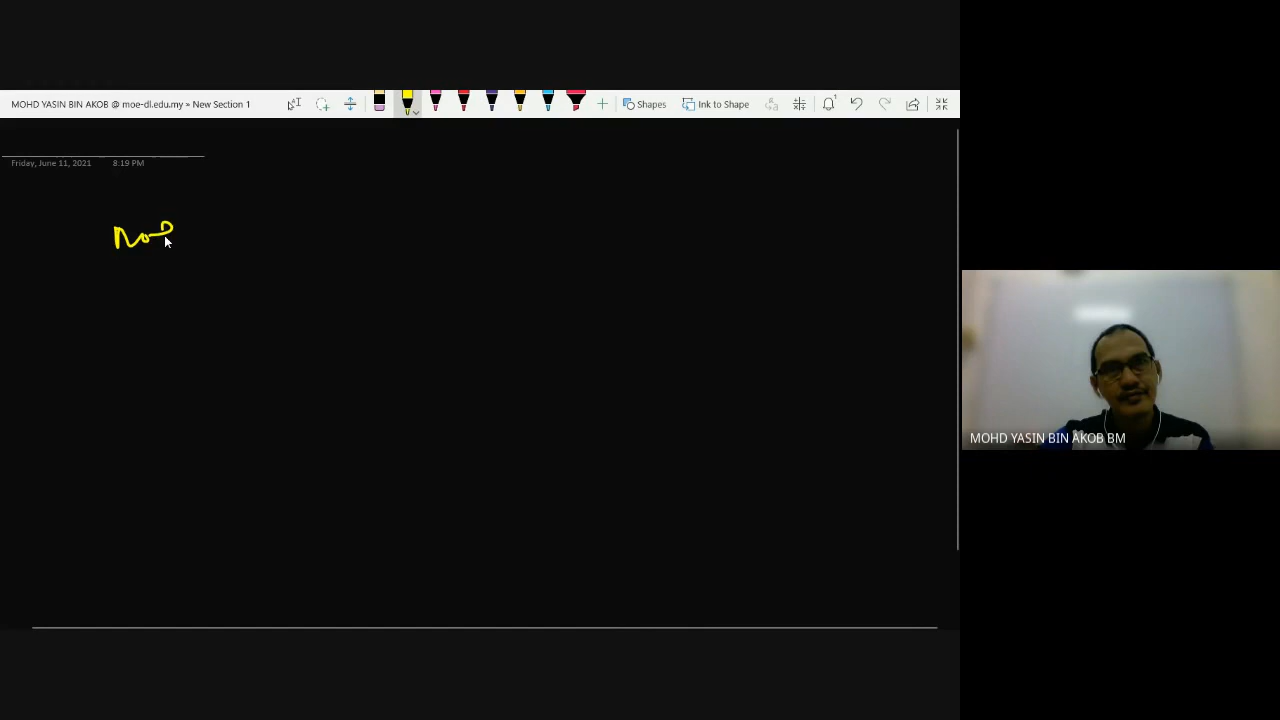 MOHD YASIN BIN AKOB @ moe-dl.edu.my » New Section 1
Shapes
Ink to Shape
1
Friday, June 11, 2021 8:19 PM
MOHD YASIN BIN AKOB BM